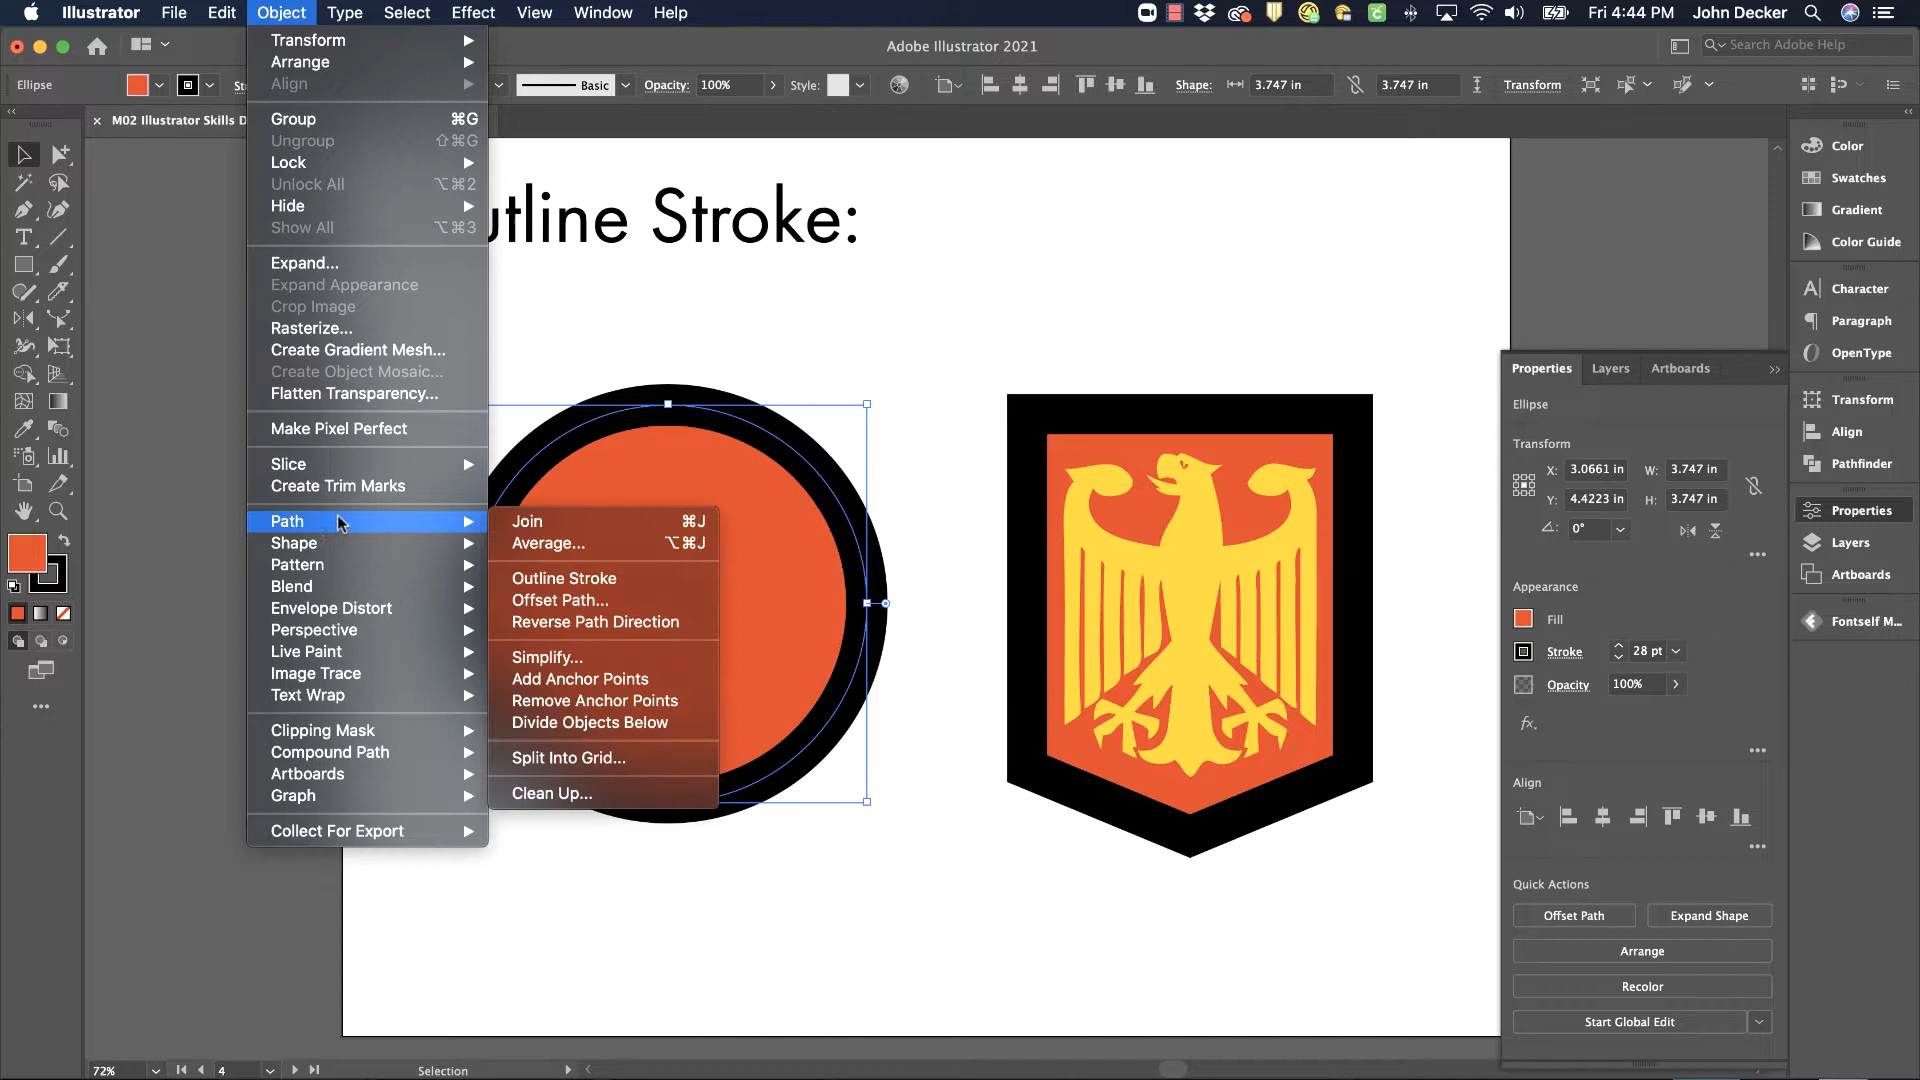 Illustrator File Edit Object Type Select Effect View Window Help Fri 4:44 PM John Decker
Adobe Illustrator 2021
Search Adobe Help
Ellipse
Basic
Opacity: 100%
Style:
Shape: 3.747 in 3.747 in
Transform
× M02 Illustrator Skills D
utline Stroke:
Transform
Arrange
Align
Group ⌘G
Ungroup ⇧⌘G
Lock
Unlock All ⌥⌘2
Hide
Show All ⌥⌘3
Expand...
Expand Appearance
Crop Image
Rasterize...
Create Gradient Mesh...
Create Object Mosaic...
Flatten Transparency...
Make Pixel Perfect
Slice
Create Trim Marks
Path
Shape
Pattern
Blend
Envelope Distort
Perspective
Live Paint
Image Trace
Text Wrap
Clipping Mask
Compound Path
Artboards
Graph
Collect For Export
Join ⌘J
Average... ⌥⌘J
Outline Stroke
Offset Path...
Reverse Path Direction
Simplify...
Add Anchor Points
Remove Anchor Points
Divide Objects Below
Split Into Grid...
Clean Up...
Properties Layers Artboards
Ellipse
Transform
X: 3.0661 in W: 3.747 in
Y: 4.4223 in H: 3.747 in
0°
Appearance
Fill
Stroke 28 pt
Opacity 100%
fx.
Align
Quick Actions
Offset Path Expand Shape
Arrange
Recolor
Start Global Edit
Color
Swatches
Gradient
Color Guide
Character
Paragraph
OpenType
Transform
Align
Pathfinder
Properties
Layers
Artboards
Fontself M...
72% 4 Selection